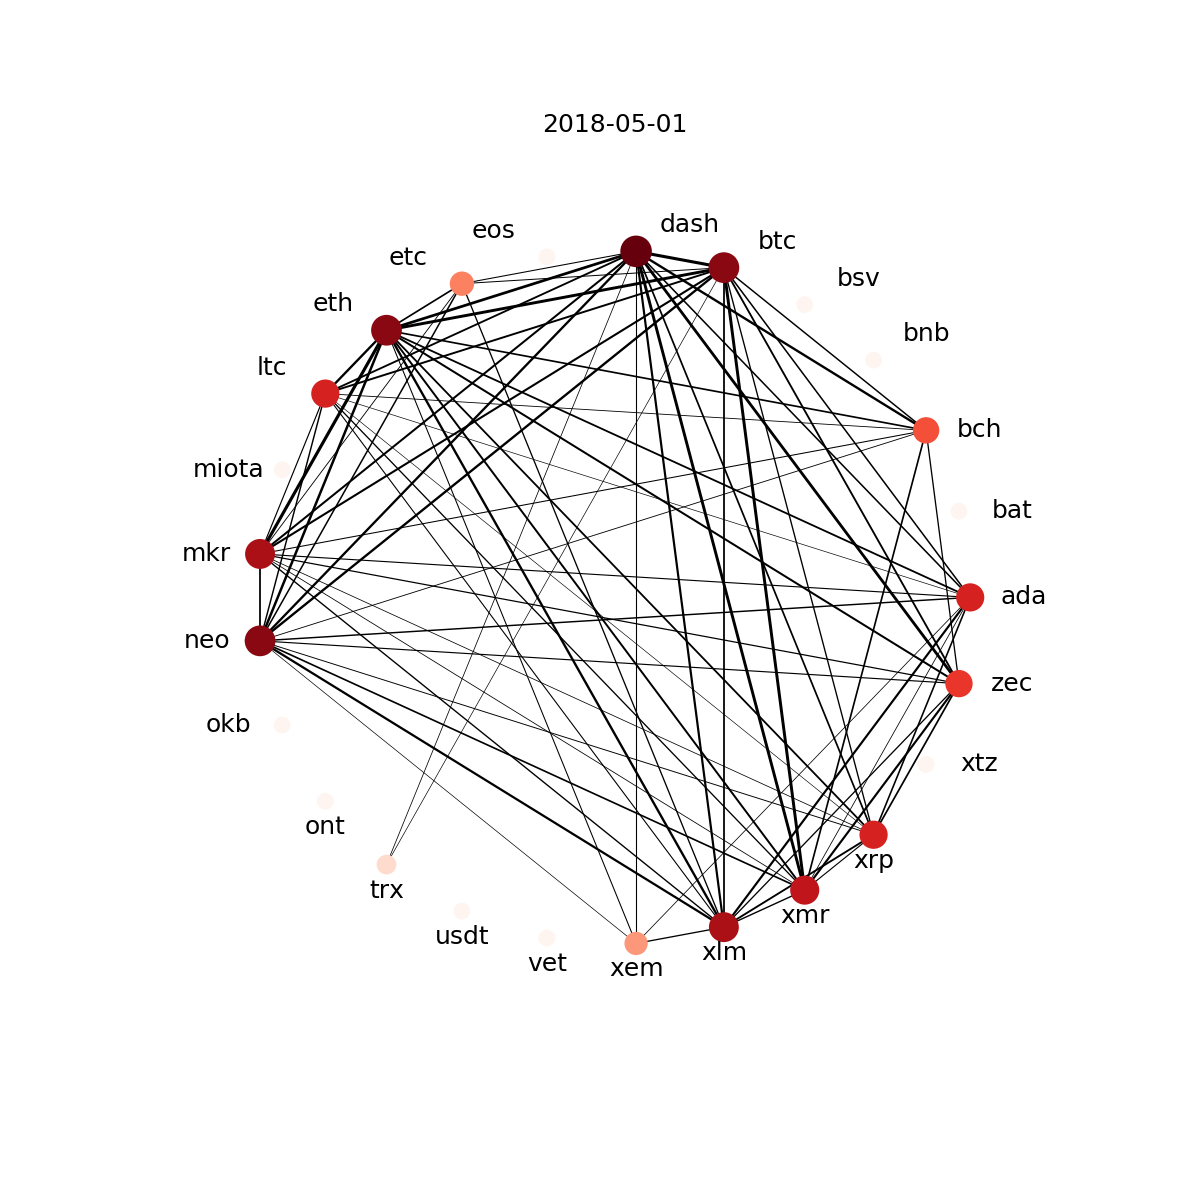 2018-05-01
dash
eos
btc
etc
bsv
eth
bnb
ltc
bch
miota
bat
mkr
ada
neo
zec
okb
xtz
ont
xrp
trx
xmr
usdt
xlm
vet
xem